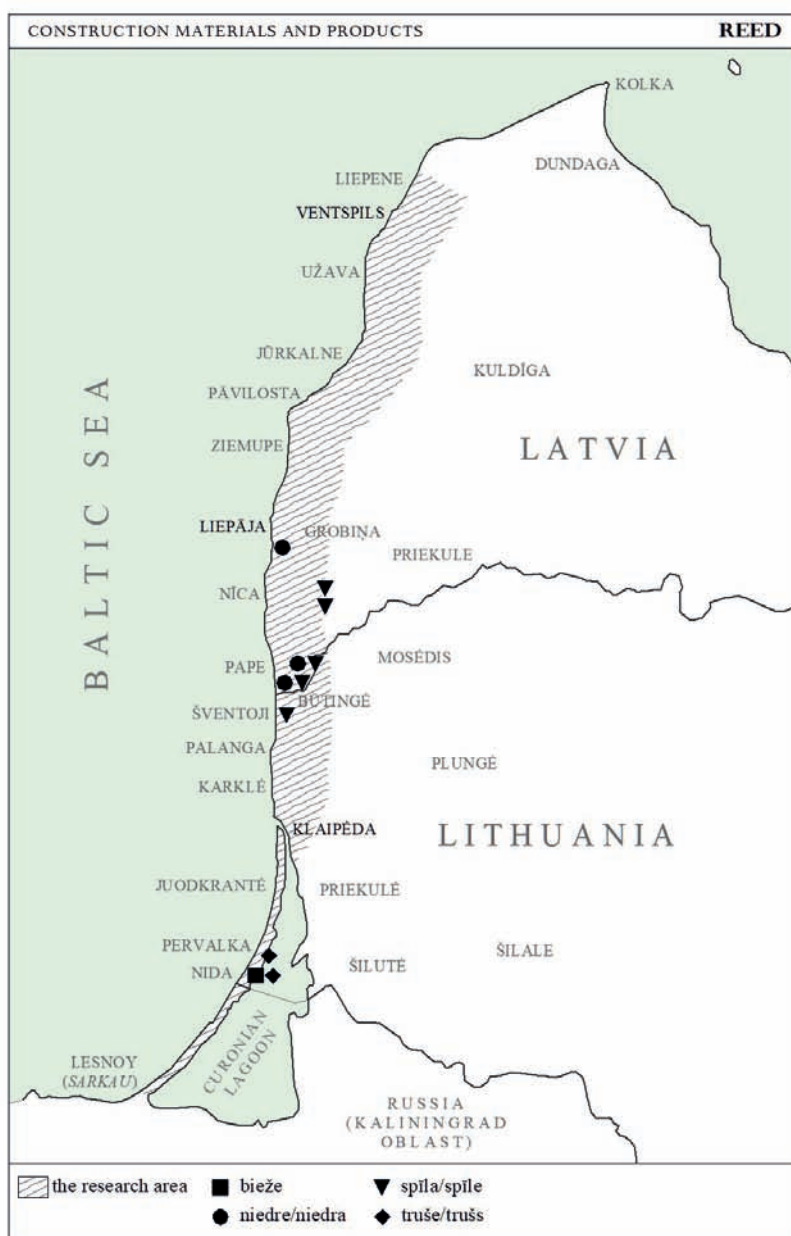 CONSTRUCTION MATERIALS AND PRODUCTS REED
KOLKA
DUNDAGA
LIEPENE
VENTSPILS
UŽAVA
JŪRKALNE
KULDĪGA
PĀVILOSTA
ZIEMUPE
LATVIA
BALTIC SEA
LIEPĀJA
GROBIŅA
PRIEKULE
NĪCA
MOSĖDIS
PAPE
BŪTINGĖ
ŠVENTOJI
PALANGA
PLUNGĖ
KARKLĖ
KLAIPĖDA
LITHUANIA
JUODKRANTĖ
PRIEKULĖ
PERVALKA
ŠILALE
NIDA
ŠILUTĖ
CURONIAN
LAGOON
LESNOY
(SARKAU)
RUSSIA
(KALININGRAD
OBLAST)
the research area bieže spīla/spīle
niedre/niedra truše/trušs